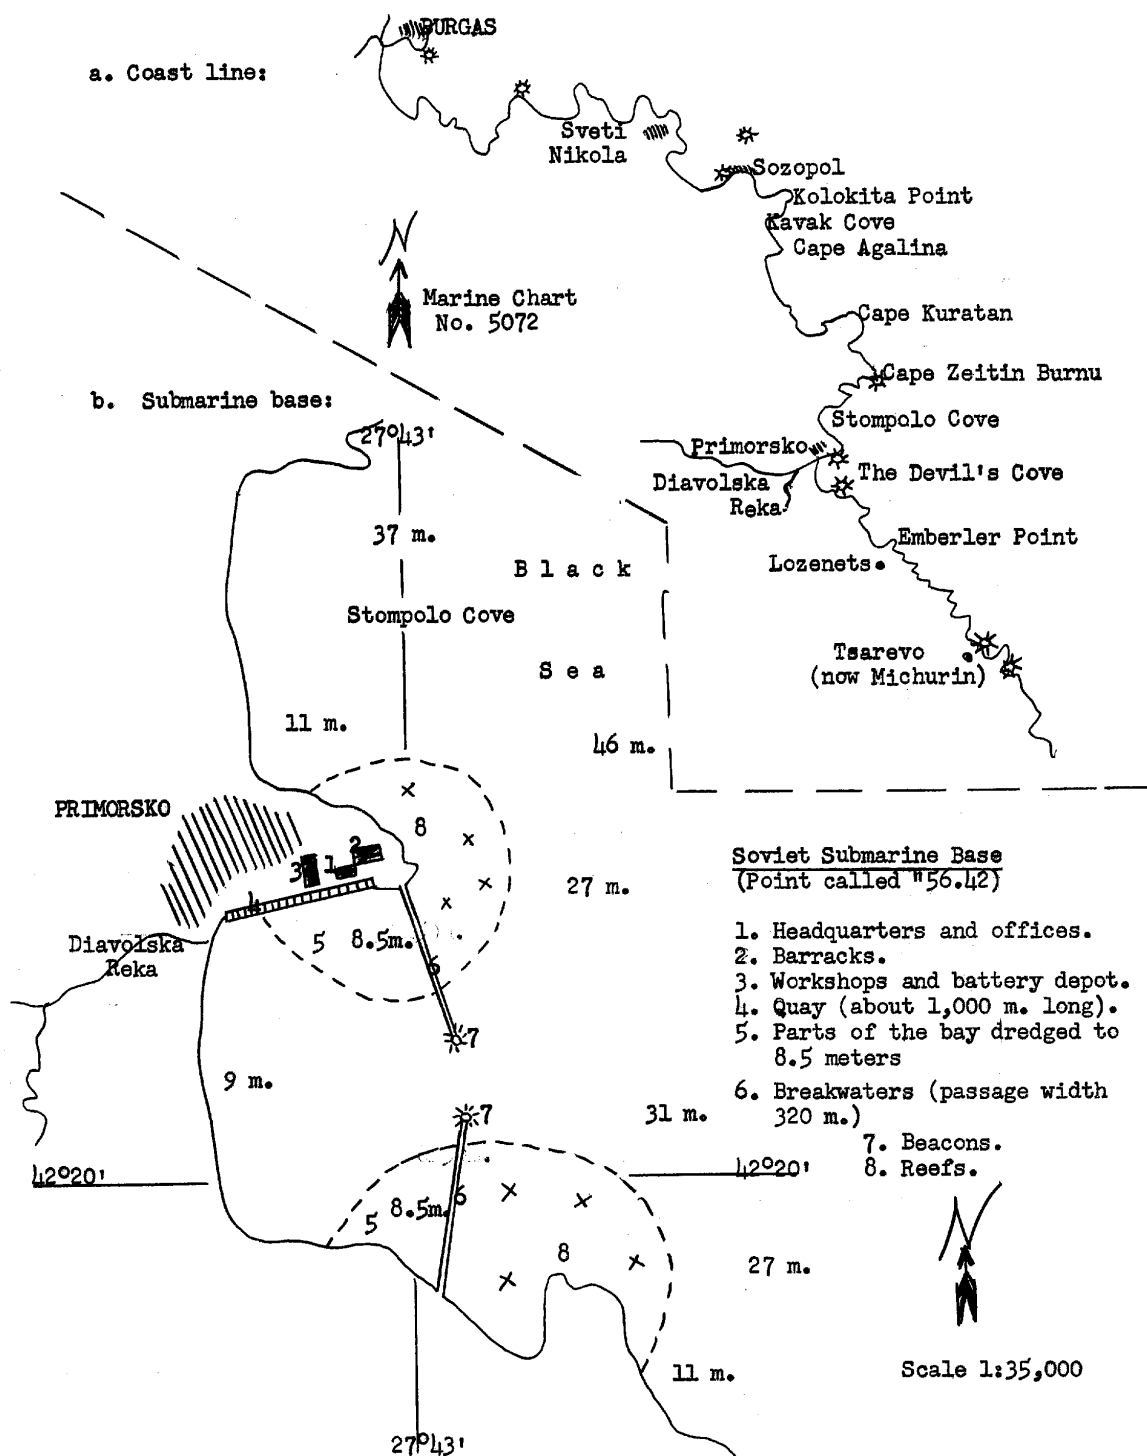 BURGAS
a. Coast line:
Sveti
Nikola
Sozopol
Kolokita Point
Kavak Cove
Cape Agalina
N
Marine Chart
No. 5072
Cape Kuratan
Cape Zeitin Burnu
b. Submarine base:
27°43'
Stompolo Cove
Primorsko
The Devil's Cove
Diavolska
Reka
37 m.
Emberler Point
Black
Lozenets
Stompolo Cove
Sea
Tsarevo
(now Michurin)
11 m.
46 m.
PRIMORSKO
8
2
3 1
27 m.
4
5 8.5m.
6
Diavolska
Reka
7
9 m.
7
31 m.
42°20'
42°20'
8.5m. 6
5
8
27 m.
11 m.
27°43'
Soviet Submarine Base
(Point called "56.42)
1. Headquarters and offices.
2. Barracks.
3. Workshops and battery depot.
4. Quay (about 1,000 m. long).
5. Parts of the bay dredged to
8.5 meters
6. Breakwaters (passage width
320 m.)
7. Beacons.
8. Reefs.
N
Scale 1:35,000